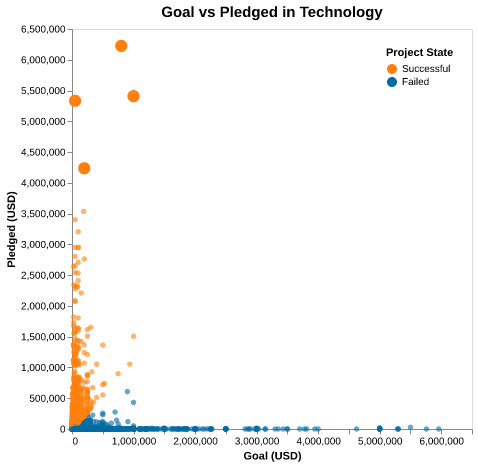 Goal vs Pledged in Technology
6,500,000
6,000,000
5,500,000
5,000,000
4,500,000
4,000,000
3,500,000
3,000,000
2,500,000
2,000,000
1,500,000
1,000,000
500,000
0
Pledged (USD)
Project State
Successful
Failed
0 1,000,000 2,000,000 3,000,000 4,000,000 5,000,000 6,000,000
Goal (USD)